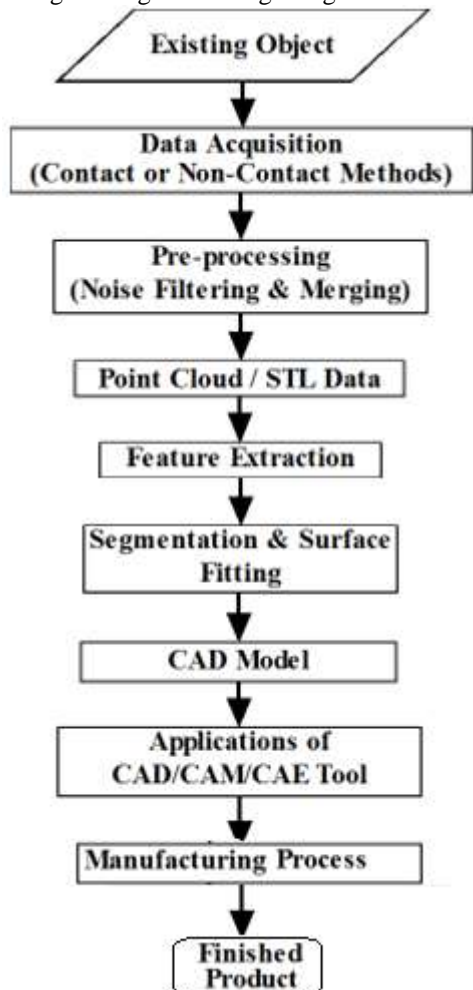 Existing Object
Data Acquisition
(Contact or Non-Contact Methods)
Pre-processing
(Noise Filtering & Merging)
Point Cloud / STL Data
Feature Extraction
Segmentation & Surface
Fitting
CAD Model
Applications of
CAD/CAM/CAE Tool
Manufacturing Process
Finished
Product